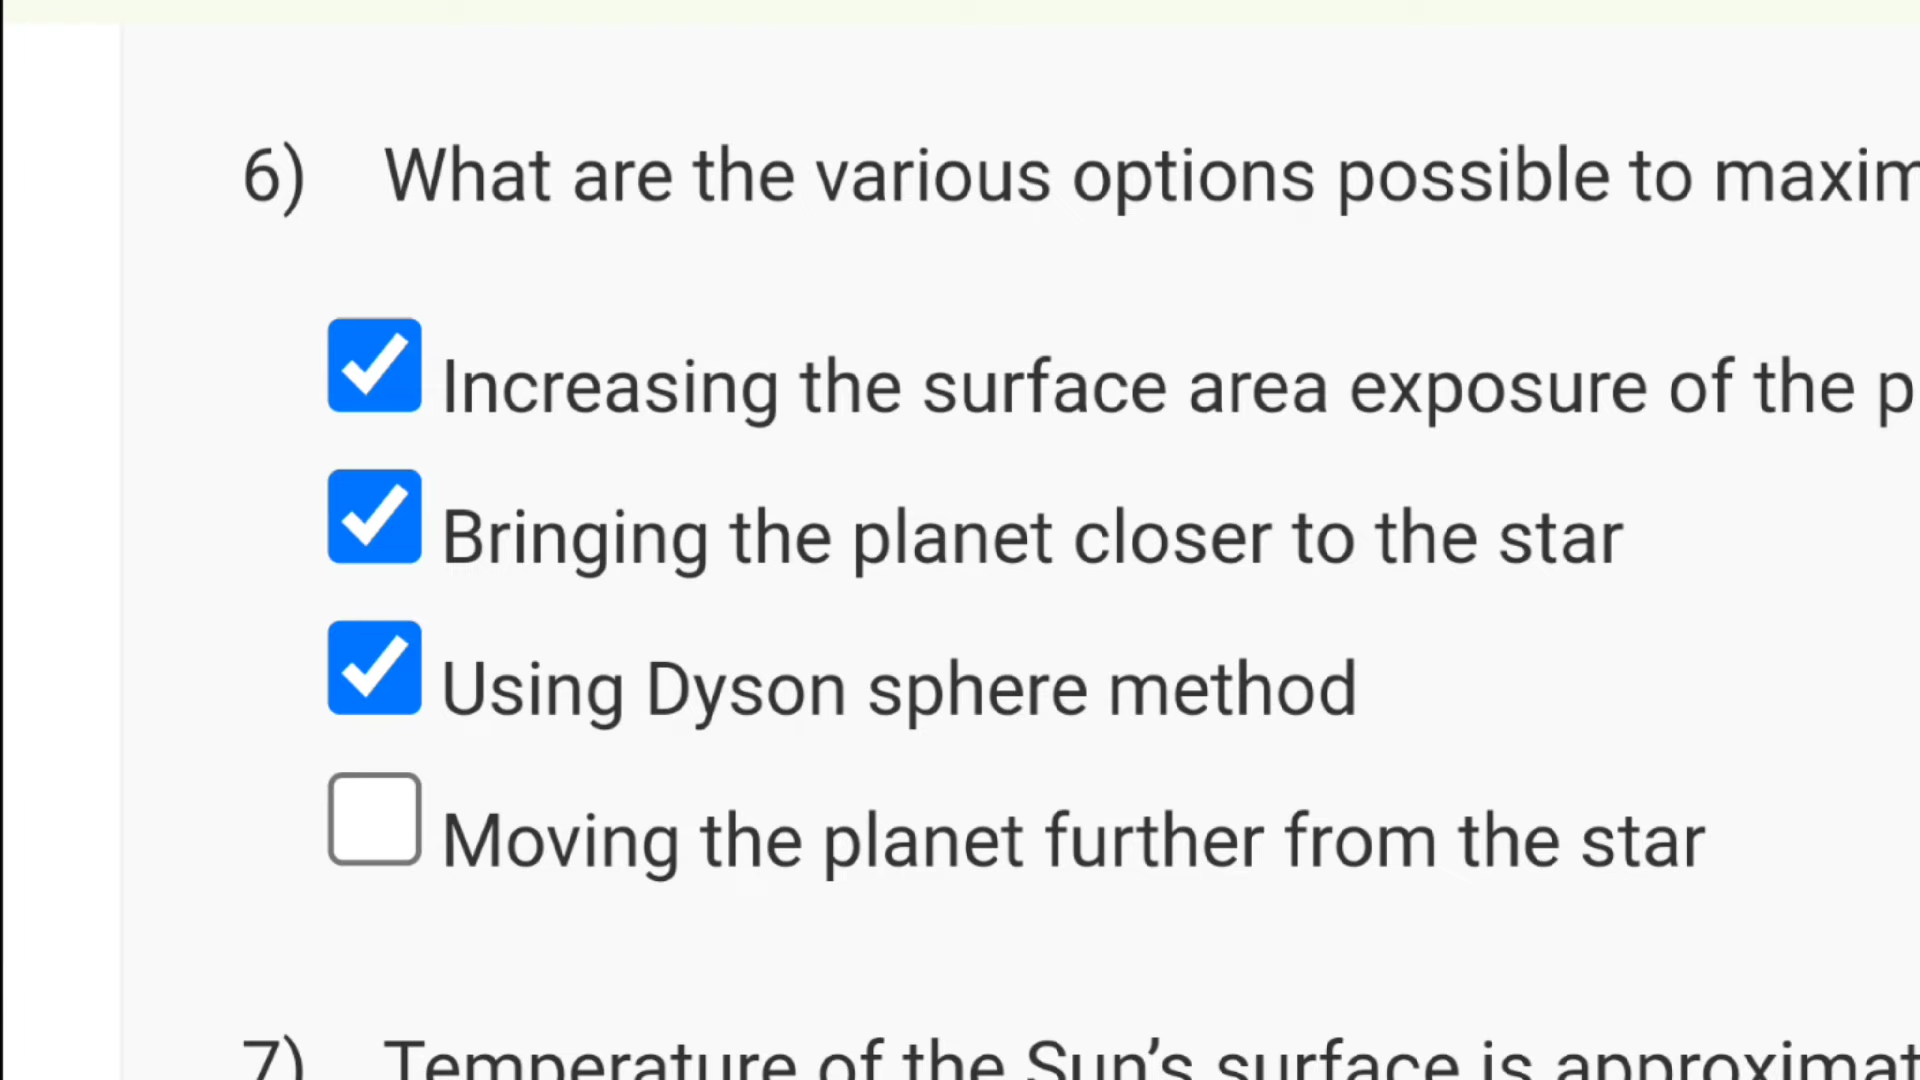 6) What are the various options possible to maxim
Increasing the surface area exposure of the p
Bringing the planet closer to the star
Using Dyson sphere method
Moving the planet further from the star
7) Temperature of the Sun's surface is approximat